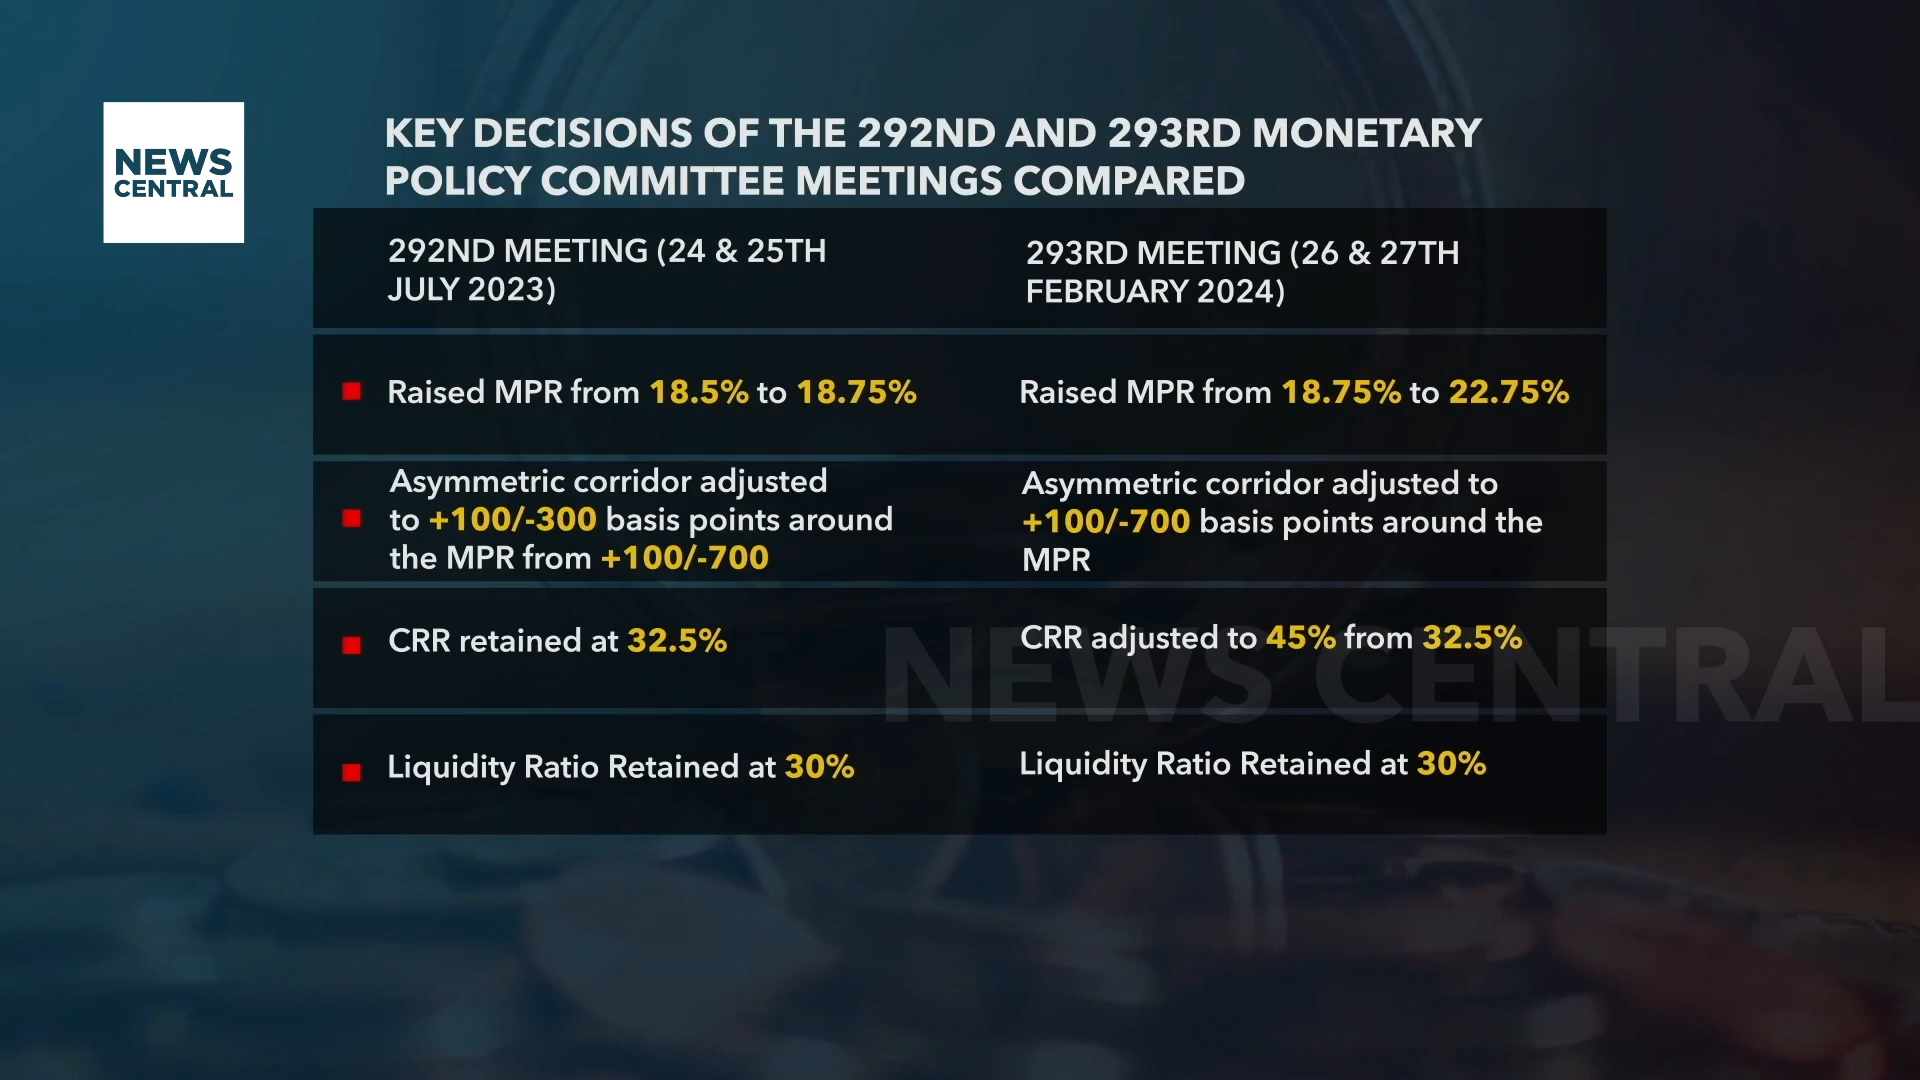 NEWS
CENTRAL
KEY DECISIONS OF THE 292ND AND 293RD MONETARY
POLICY COMMITTEE MEETINGS COMPARED
292ND MEETING (24 & 25TH
JULY 2023)
293RD MEETING (26 & 27TH
FEBRUARY 2024)
Raised MPR from 18.5% to 18.75%
Raised MPR from 18.75% to 22.75%
Asymmetric corridor adjusted
to +100/-300 basis points around
the MPR from +100/-700
Asymmetric corridor adjusted to
+100/-700 basis points around the
MPR
CRR retained at 32.5%
CRR adjusted to 45% from 32.5%
NEWS CENTRAL
Liquidity Ratio Retained at 30%
Liquidity Ratio Retained at 30%